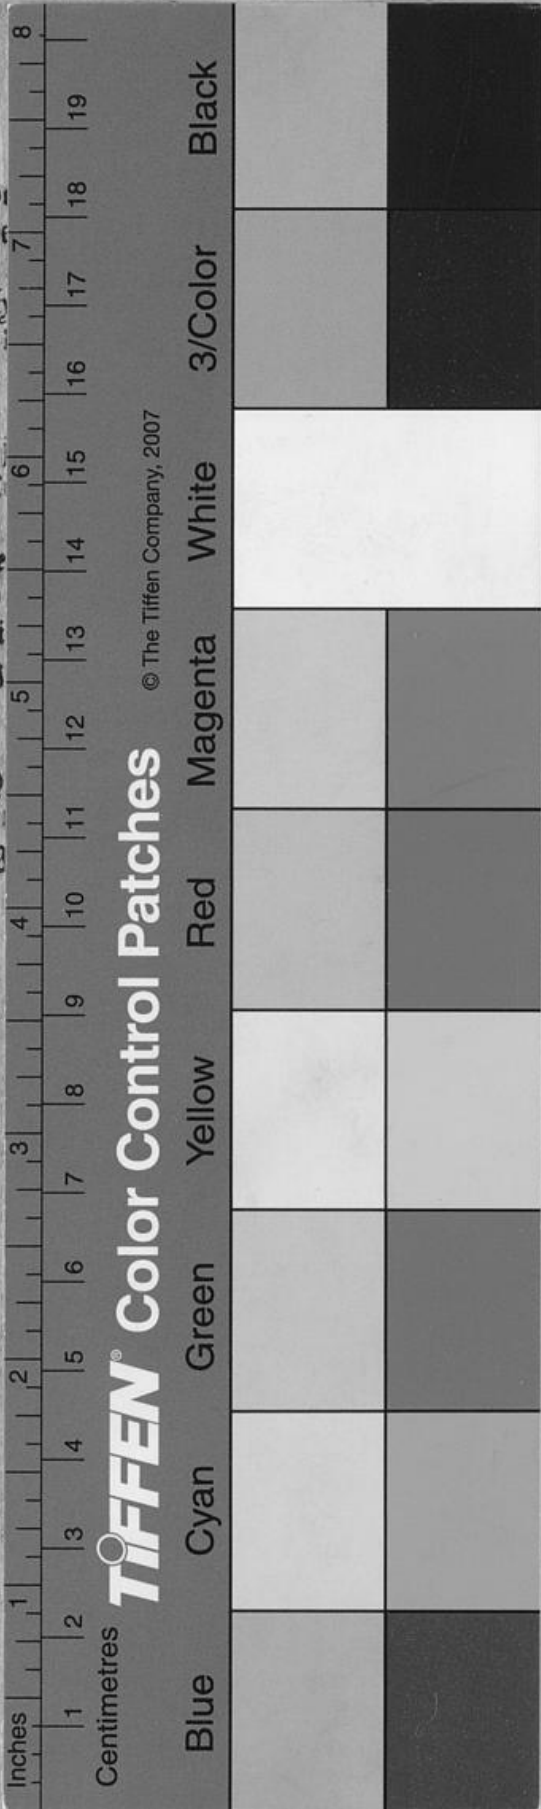 Inches 1 2 3 4 5 6 7 8
1 2 3 4 5 6 7 8 9 10 11 12 13 14 15 16 17 18 19
Centimetres
TIFFEN® Color Control Patches © The Tiffen Company, 2007
Blue Cyan Green Yellow Red Magenta White 3/Color Black